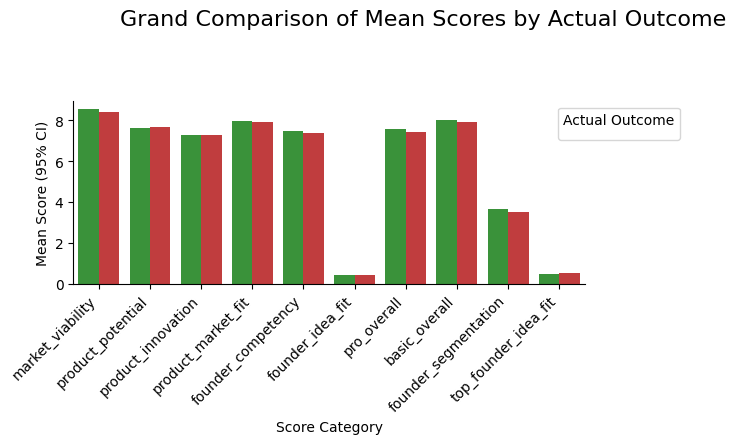 Grand Comparison of Mean Scores by Actual Outcome
Actual Outcome
Mean Score (95% CI)
8
6
4
2
0
market_viability
product_potential
product_innovation
product_market_fit
founder_competency
founder_idea_fit
pro_overall
basic_overall
founder_segmentation
top_founder_idea_fit
Score Category